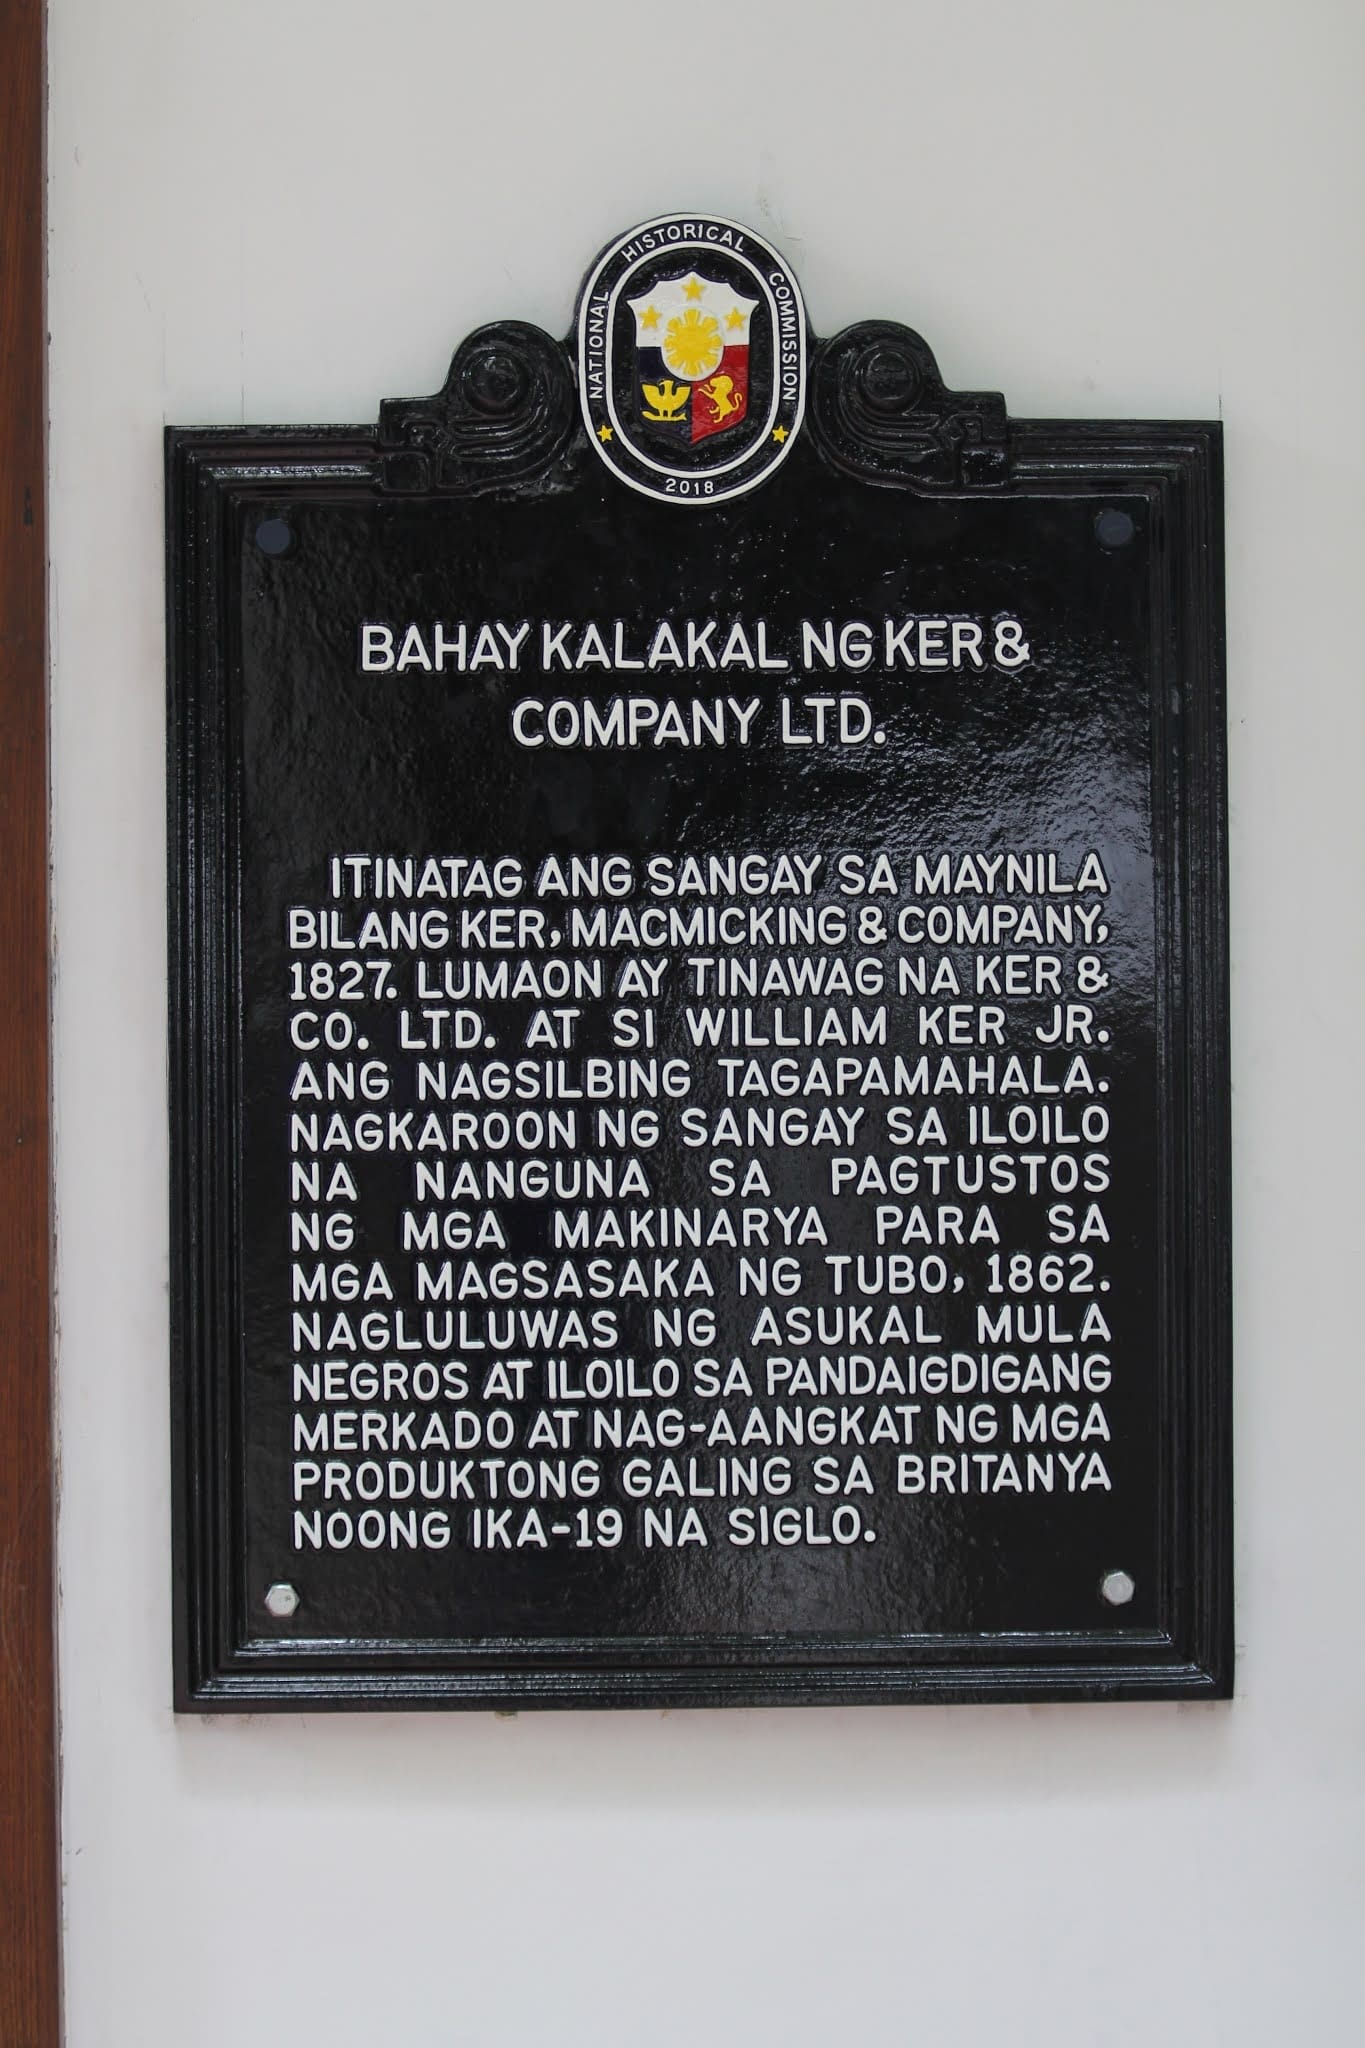 NATIONAL HISTORICAL COMMISSION
2018
BAHAY KALAKAL NG KER &
COMPANY LTD.
ITINATAG ANG SANGAY SA MAYNILA
BILANG KER, MACMICKING & COMPANY,
1827. LUMAON AY TINAWAG NA KER &
CO. LTD. AT SI WILLIAM KER JR.
ANG NAGSILBING TAGAPAMAHALA.
NAGKAROON NG SANGAY SA ILOILO
NA NANGUNA SA PAGTUSTOS
NG MGA MAKINARYA PARA SA
MGA MAGSASAKA NG TUBO, 1862.
NAGLULUWAS NG ASUKAL MULA
NEGROS AT ILOILO SA PANDAIGDIGANG
MERKADO AT NAG-AANGKAT NG MGA
PRODUKTONG GALING SA BRITANYA
NOONG IKA-19 NA SIGLO.